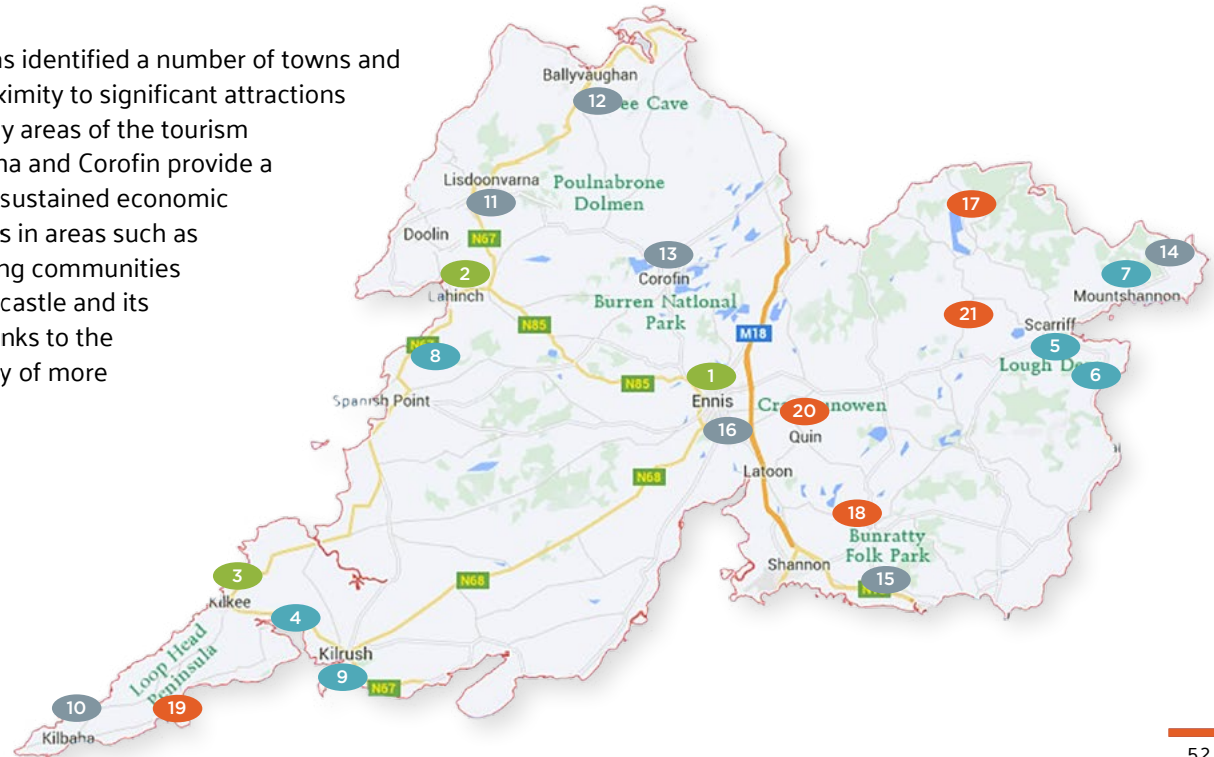 s identified a number of towns and
ximity to significant attractions
y areas of the tourism
na and Corofin provide a
sustained economic
s in areas such as
ng communities
castle and its
nks to the
y of more
Ballyvaughan
12
ee Cave
Lisdoonvarna
Poulnabrone
Dolmen
11
17
Doolin
N67
13
14
2
Corofin
7
Lahinch
Burren National
Park
Mountshannon
N85
M18
21
Scarriff
8
5
Lough
6
N85
1
Spanish Point
Ennis
20
16
Quin
Latoon
N68
18
Bunratty
Folk Park
Shannon
15
3
Kilkee
N68
4
Kilrush
Loop Head
Peninsula
9
N67
10
19
Kilbaha
52